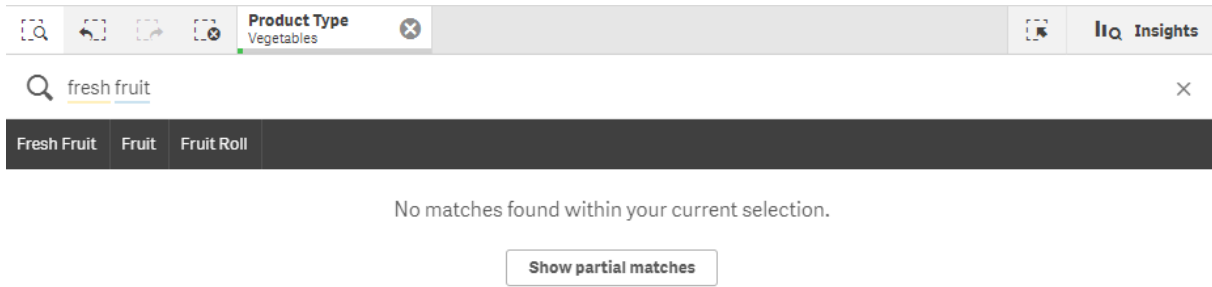 Product Type
Vegetables
Insights
fresh fruit
Fresh Fruit Fruit Fruit Roll
No matches found within your current selection.
Show partial matches